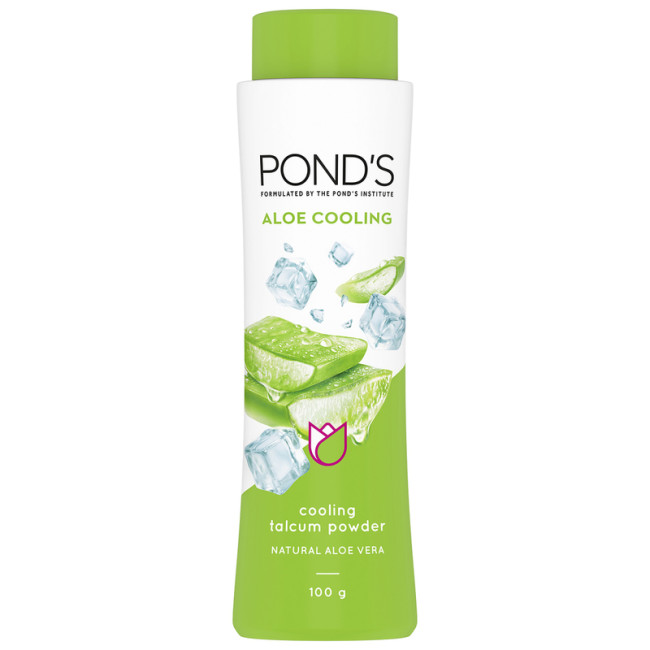 POND'S
FORMULATED BY THE POND'S INSTITUTE
ALOE COOLING
cooling
talcum powder
NATURAL ALOE VERA
100 g